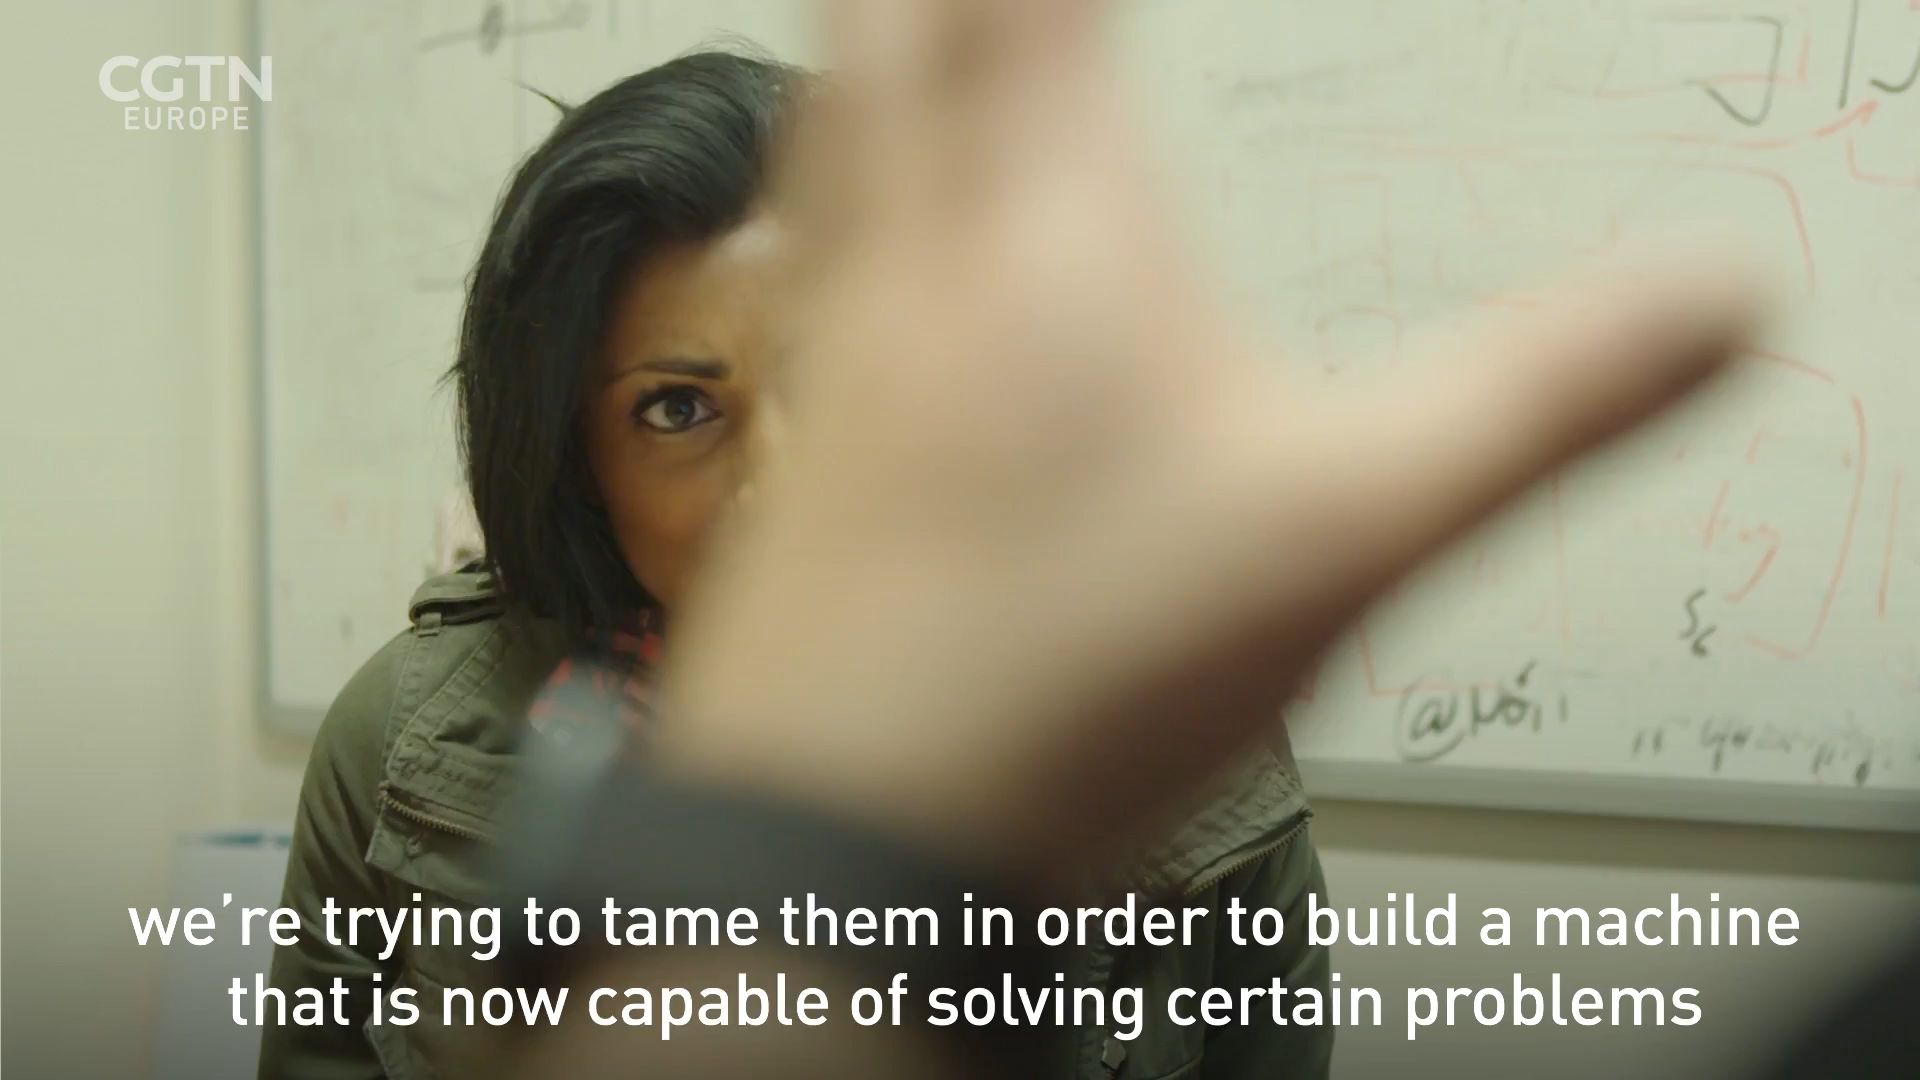 CGTN
EUROPE
we're trying to tame them in order to build a machine
that is now capable of solving certain problems